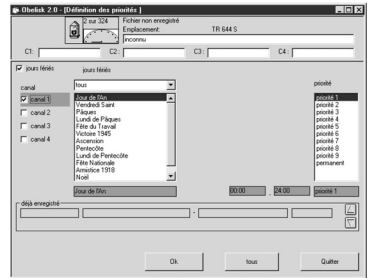 Obelisk 2.0 - [Définition des priorités ]
2 sur 324
Fichier non enregistré
Emplacement: TR 644 S
inconnu
C1: C2 : C3 : C4 :
jours fériés
jours fériés
canal
tous
priorité
canal 1
canal 2
canal 3
canal 4
Jour de l'An
Vendredi Saint
Pâques
Lundi de Pâques
Fête du Travail
Victoire 1945
Ascension
Pentecôte
Lundi de Pentecôte
Fête Nationale
Armistice 1918
Noël
priorité 1
priorité 2
priorité 3
priorité 4
priorité 5
priorité 6
priorité 7
priorité 8
priorité 9
permanent
Jour de l'An
00:00 - 24:00
priorité 1
déjà enregistré
-
Ok
tous
Quitter